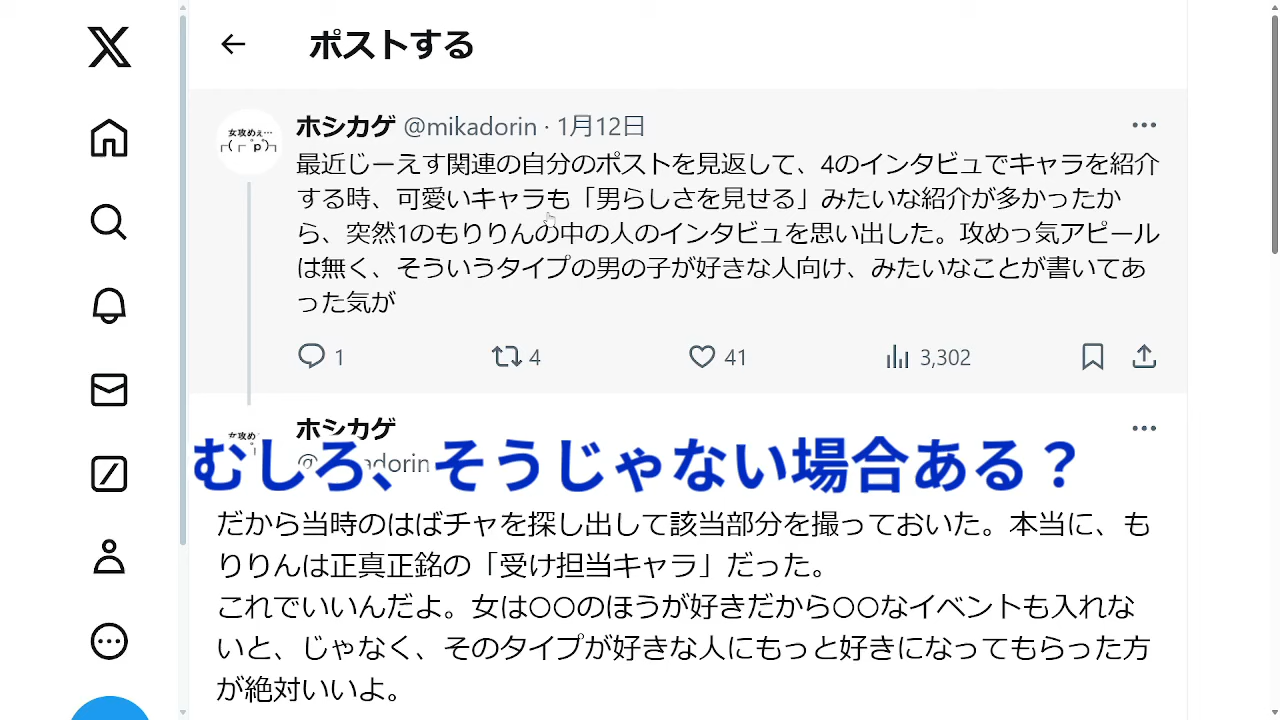 ポストする
女攻めぇ…
ホシカゲ @mikadorin · 1月12日
最近じーえす関連の自分のポストを見返して、4のインタビュでキャラを紹介
する時、可愛いキャラも「男らしさを見せる」みたいな紹介が多かったか
ら、突然1のもりりんの中の人のインタビュを思い出した。攻めっ気アピール
は無く、そういうタイプの男の子が好きな人向け、みたいなことが書いてあ
った気が
1 4 41 3,302
ホシカゲ
むしろ、そうじゃない場合ある？
だから当時のはばチャを探し出して該当部分を撮っておいた。本当に、も
りりんは正真正銘の「受け担当キャラ」だった。
これでいいんだよ。女は〇〇のほうが好きだから〇〇なイベントも入れな
いと、じゃなく、そのタイプが好きな人にもっと好きになってもらった方
が絶対いいよ。